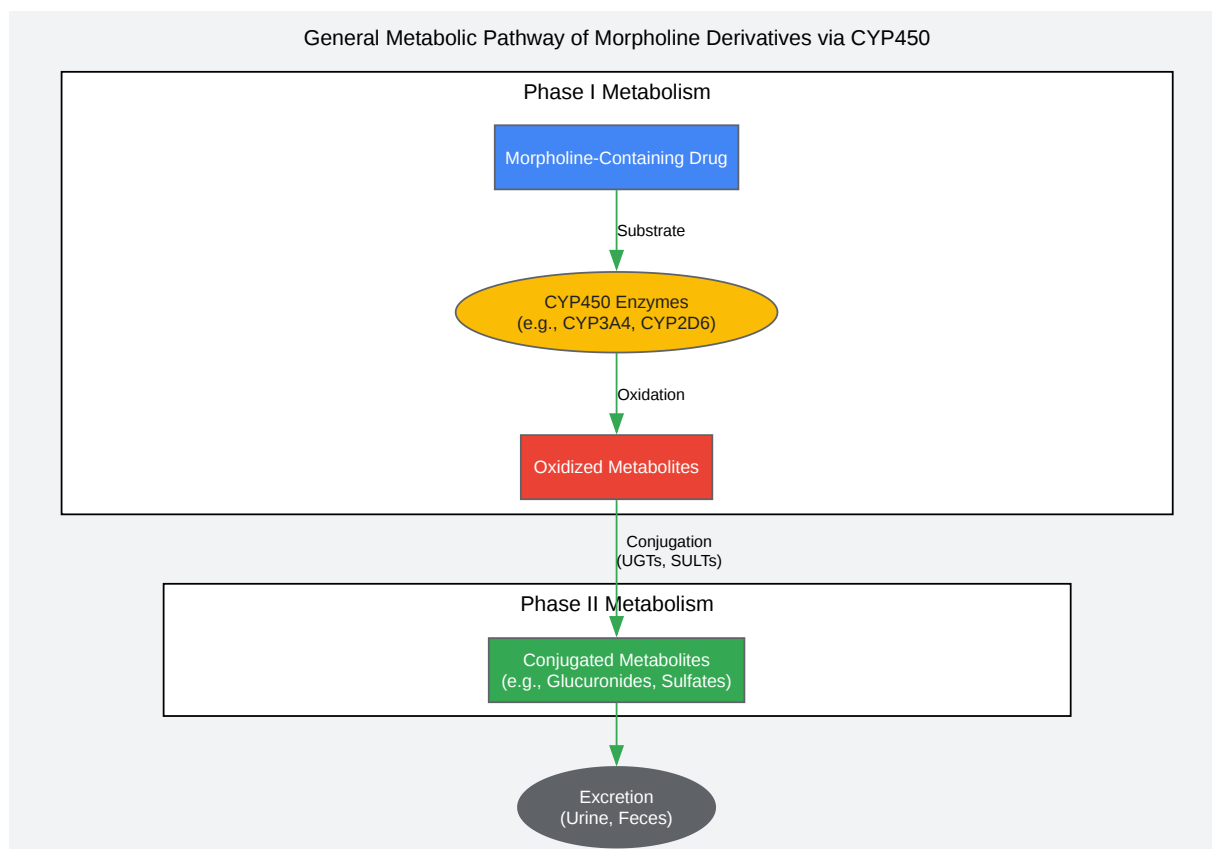 General Metabolic Pathway of Morpholine Derivatives via CYP450
Phase I Metabolism
Morpholine-Containing Drug
Substrate
CYP450 Enzymes
(e.g., CYP3A4, CYP2D6)
Oxidation
Oxidized Metabolites
Conjugation
(UGTs, SULTs)
Phase II Metabolism
Conjugated Metabolites
(e.g., Glucuronides, Sulfates)
Excretion
(Urine, Feces)